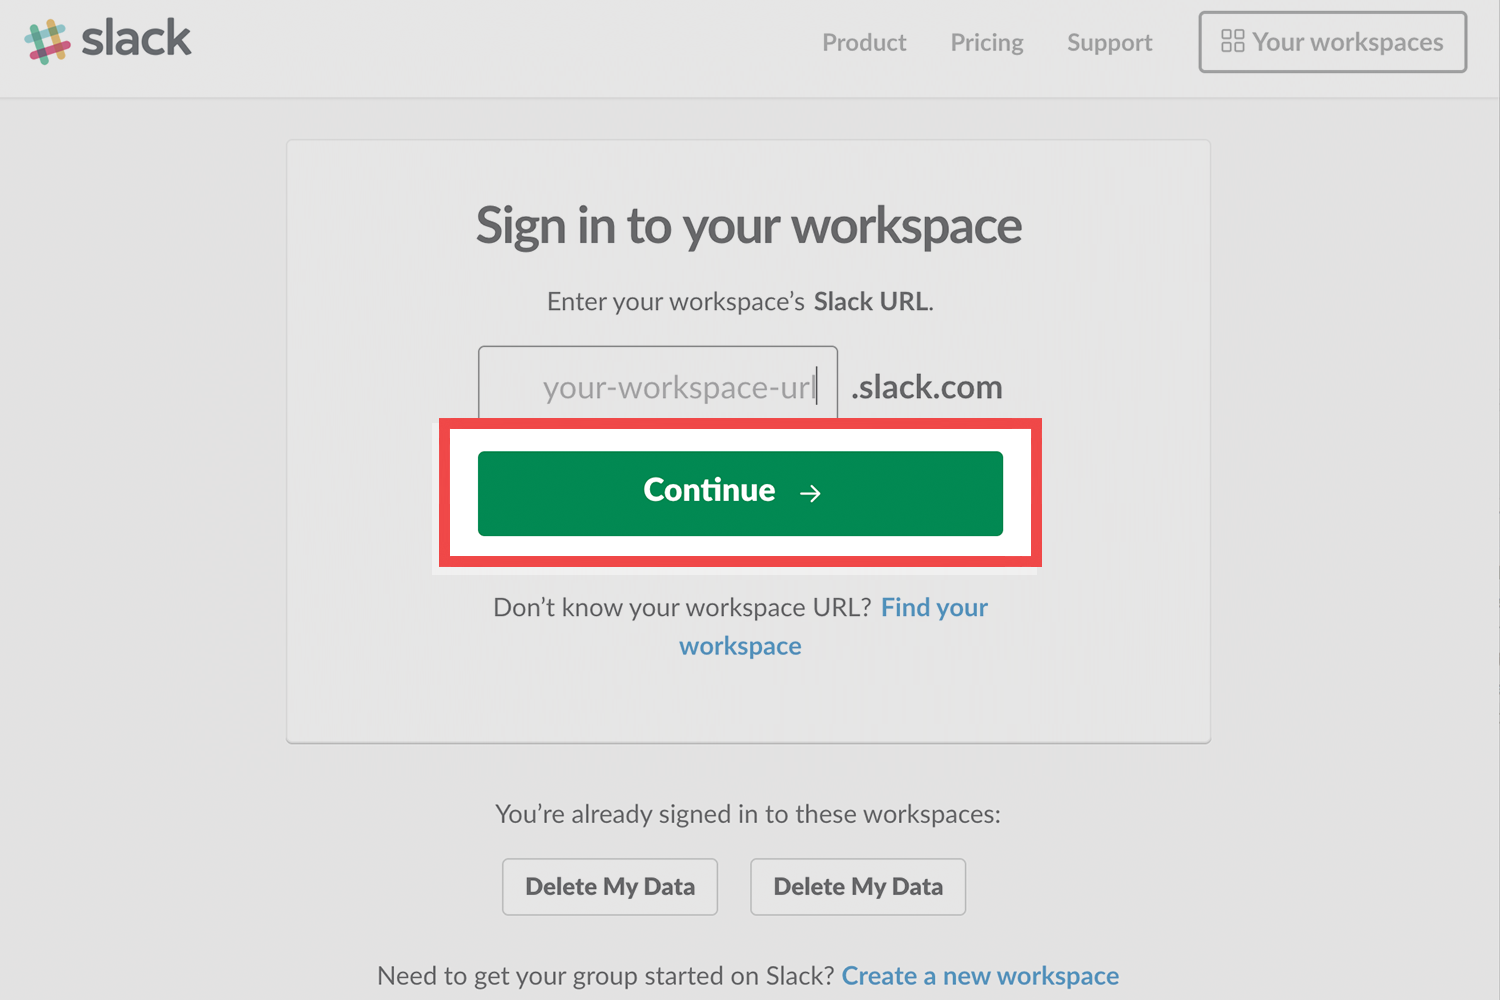 slack
Product Pricing Support Your workspaces
Sign in to your workspace
Enter your workspace’s Slack URL.
your-workspace-url .slack.com
Continue →
Don’t know your workspace URL? Find your
workspace
You’re already signed in to these workspaces:
Delete My Data Delete My Data
Need to get your group started on Slack? Create a new workspace